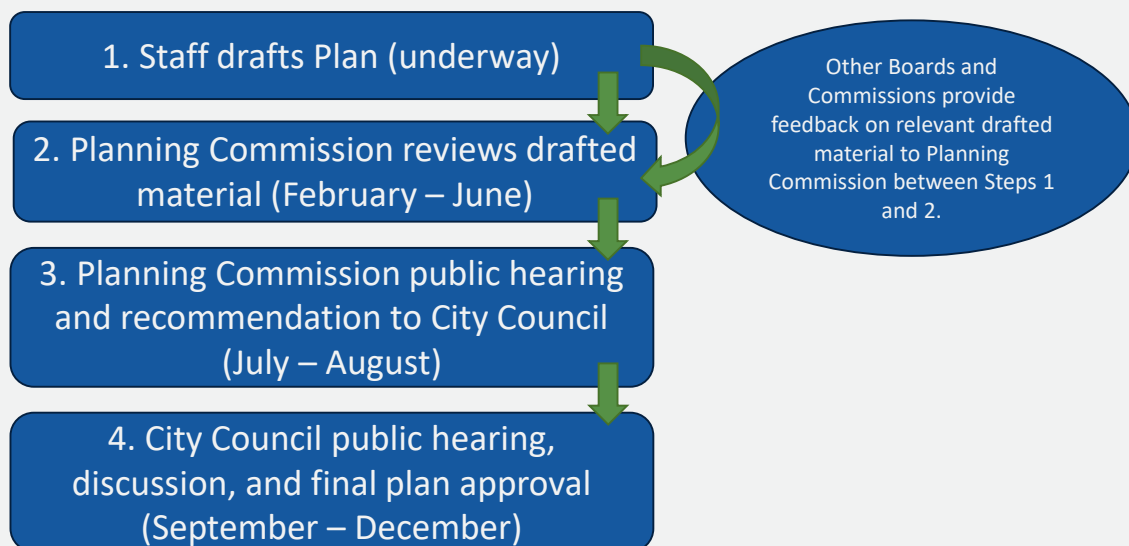 1. Staff drafts Plan (underway)
2. Planning Commission reviews drafted
material (February – June)
3. Planning Commission public hearing
and recommendation to City Council
(July – August)
4. City Council public hearing,
discussion, and final plan approval
(September – December)
Other Boards and
Commissions provide
feedback on relevant drafted
material to Planning
Commission between Steps 1
and 2.